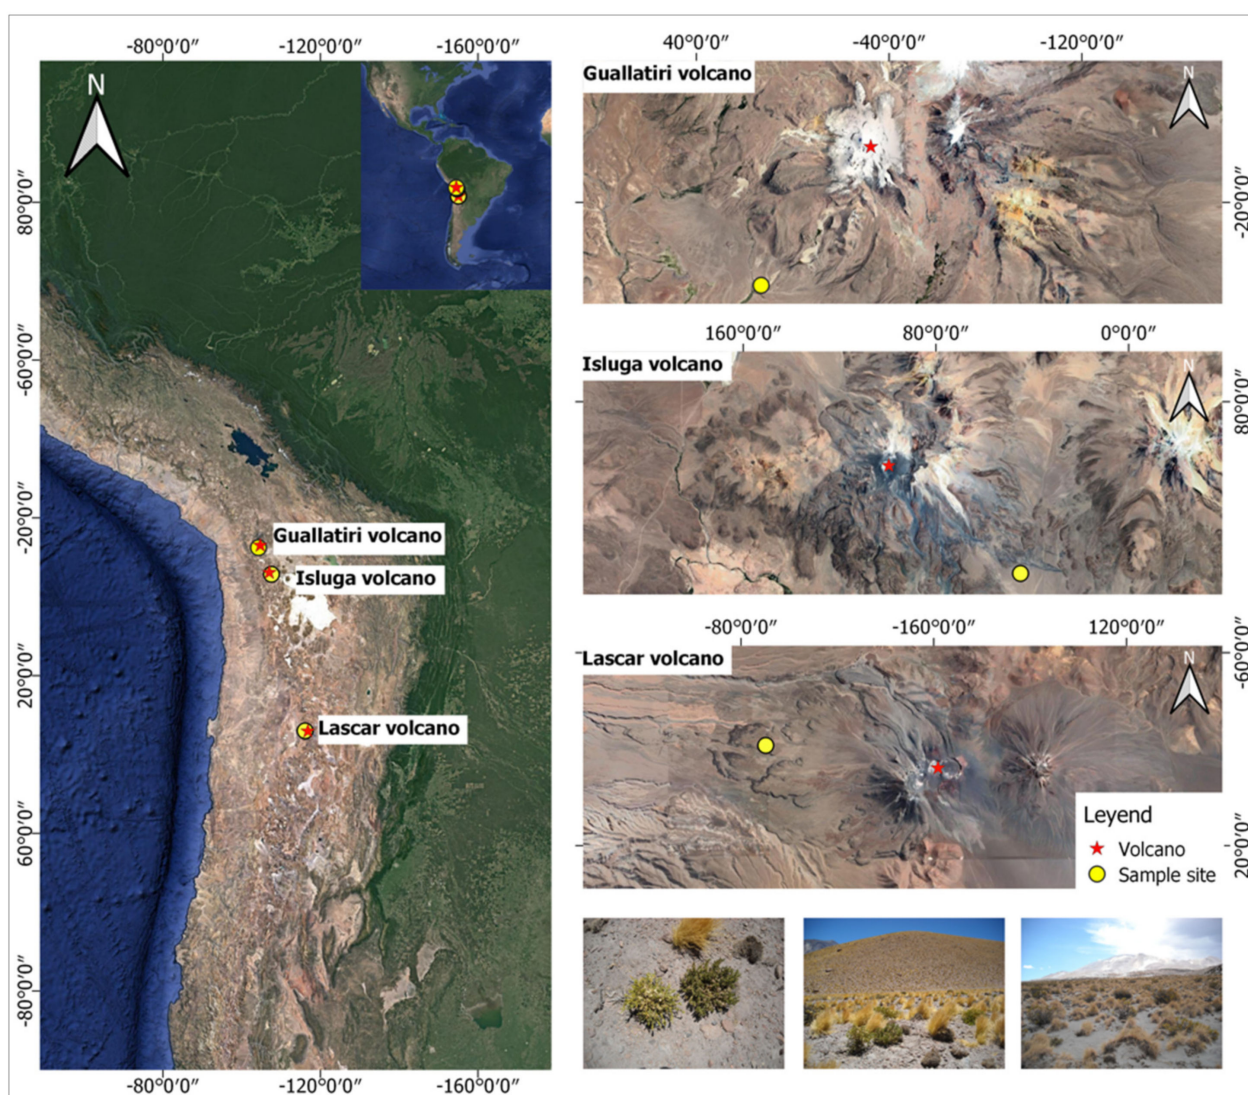 -80°0′0″ -120°0′0″ -160°0′0″
N
80°0′0″
-60°0′0″
-20°0′0″
20°0′0″
60°0′0″
-80°0′0″
Guallatiri volcano
Isluga volcano
Lascar volcano
-80°0′0″ -120°0′0″ -160°0′0″
40°0′0″ -40°0′0″ -120°0′0″
Guallatiri volcano
N
-20°0′0″
160°0′0″ 80°0′0″ 0°0′0″
Isluga volcano
N
80°0′0″
-80°0′0″ -160°0′0″ 120°0′0″
Lascar volcano
N
-60°0′0″
20°0′0″
Leyend
Volcano
Sample site